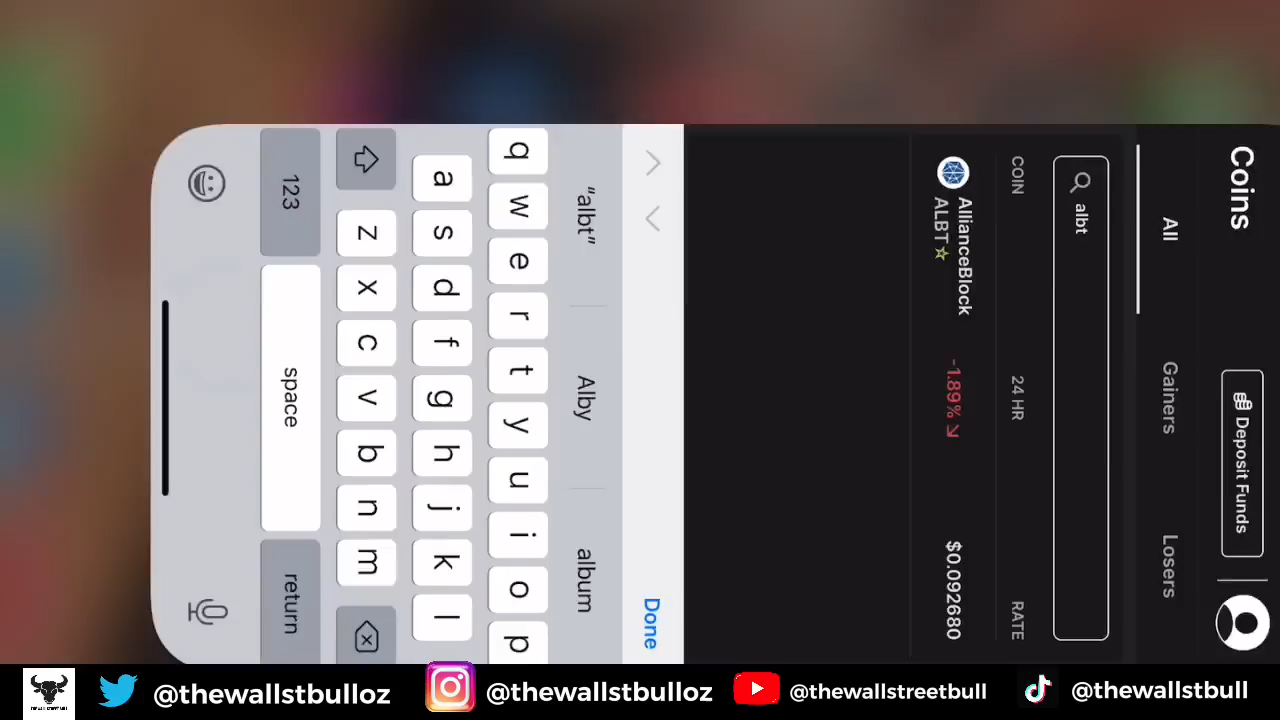 Coins
Deposit Funds
All
Gainers
Losers
albt
COIN
24 HR
RATE
AllianceBlock
ALBT
-1.89%
$0.092680
Done
"albt"
Alby
album
q w e r t y u i o p
a s d f g h j k l
z x c v b n m
123
space
return
@thewallstbulloz
@thewallstbulloz
@thewallstreetbull
@thewallstbull